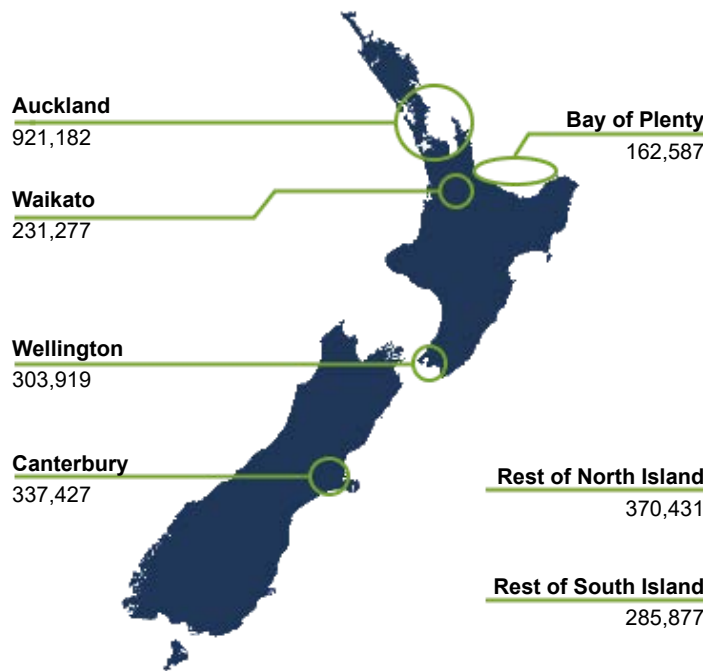 Auckland
921,182
Bay of Plenty
162,587
Waikato
231,277
Wellington
303,919
Canterbury
337,427
Rest of North Island
370,431
Rest of South Island
285,877